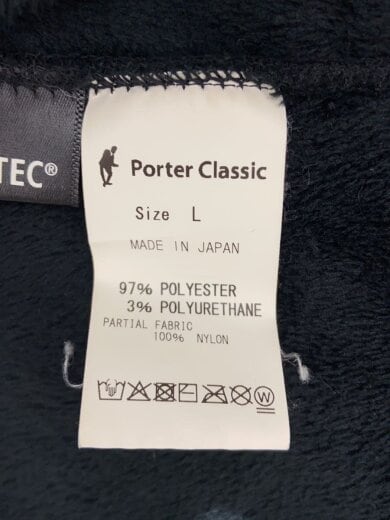 TEC®
Porter Classic
Size L
MADE IN JAPAN
97% POLYESTER
3% POLYURETHANE
PARTIAL FABRIC
100% NYLON
W